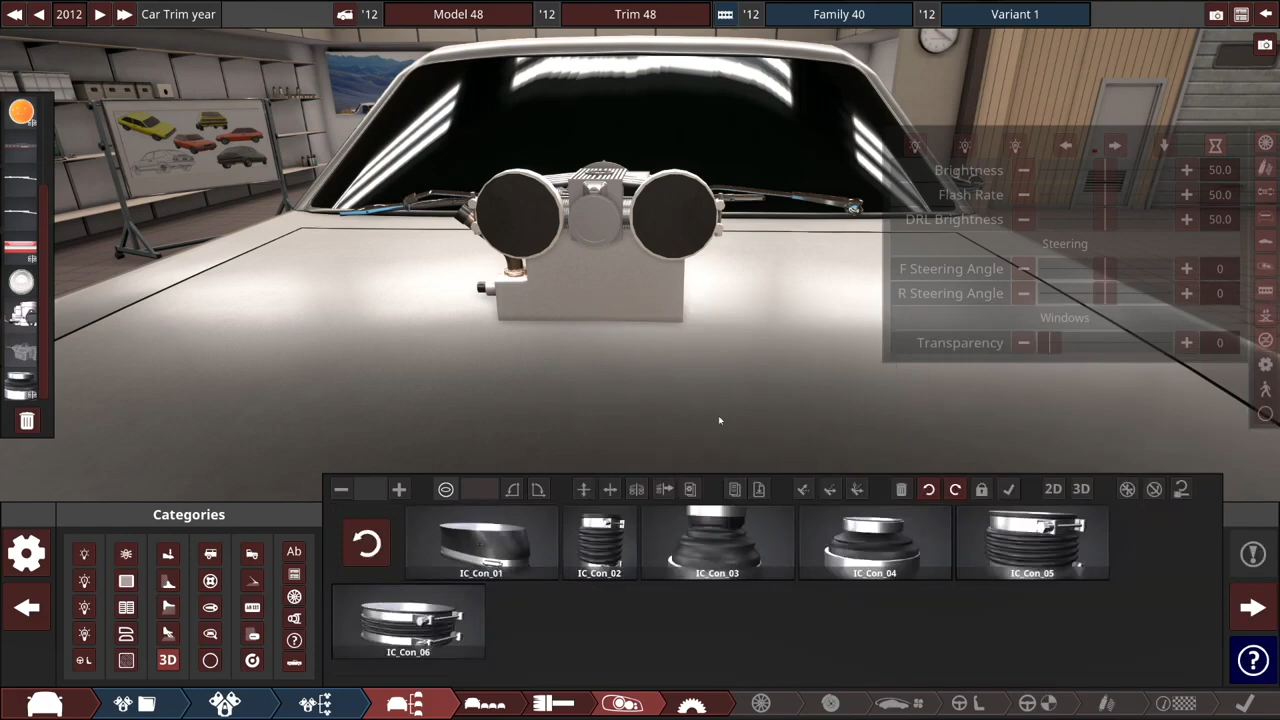 2012 Car Trim year '12 Model 48 '12 Trim 48 '12 Family 40 '12 Variant 1
Brightness 50.0
Flash Rate 50.0
DRL Brightness 50.0
Steering
F Steering Angle 0
R Steering Angle 0
Windows
Transparency 0
2D 3D
Categories
Ab
3D
IC_Con_01 IC_Con_02 IC_Con_03 IC_Con_04 IC_Con_05
IC_Con_06